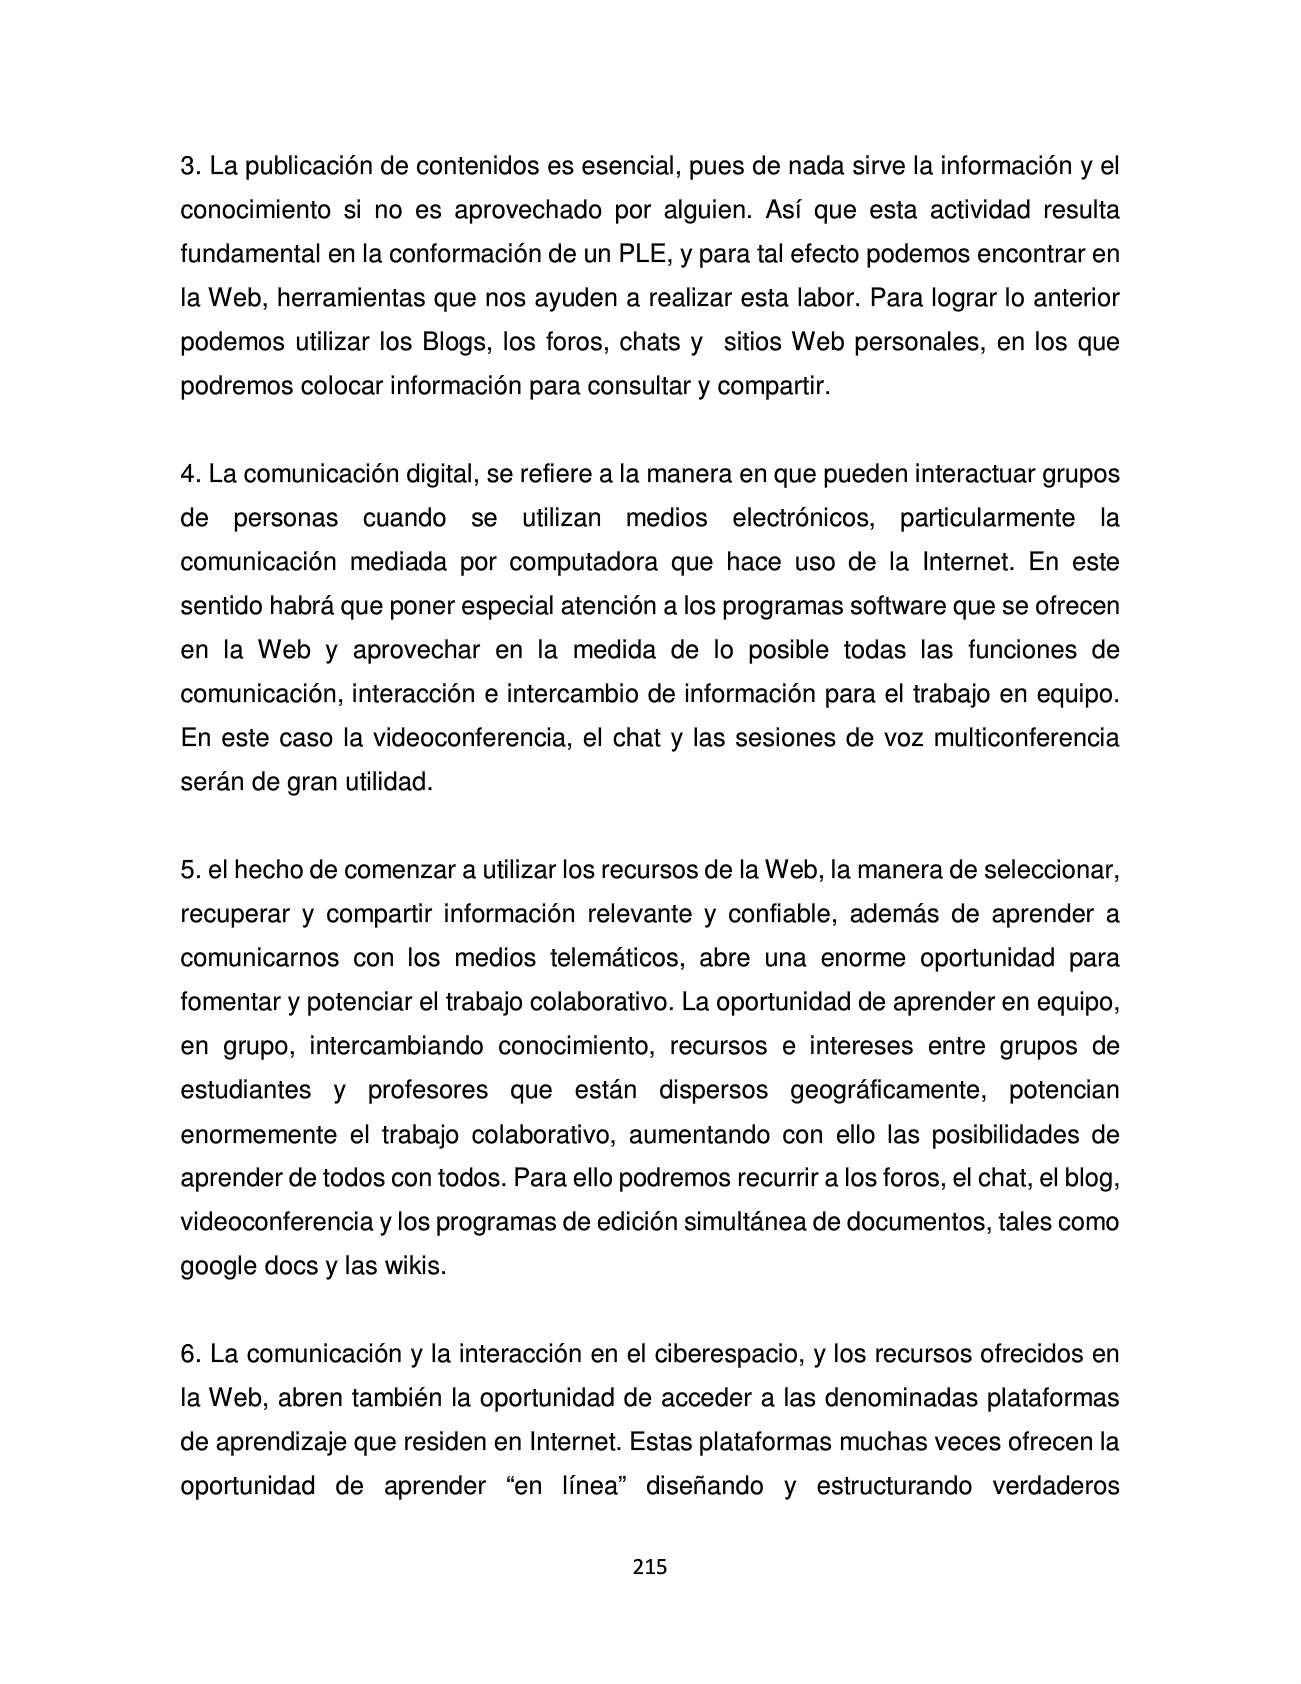 3. La publicación de contenidos es esencial, pues de nada sirve la información y el
conocimiento si no es aprovechado por alguien. Así que esta actividad resulta
fundamental en la conformación de un PLE, y para tal efecto podemos encontrar en
la Web, herramientas que nos ayuden a realizar esta labor. Para lograr lo anterior
podemos utilizar los Blogs, los foros, chats y  sitios Web personales, en los que
podremos colocar información para consultar y compartir.

4. La comunicación digital, se refiere a la manera en que pueden interactuar grupos
de personas cuando se utilizan medios electrónicos, particularmente la
comunicación mediada por computadora que hace uso de la Internet. En este
sentido habrá que poner especial atención a los programas software que se ofrecen
en la Web y aprovechar en la medida de lo posible todas las funciones de
comunicación, interacción e intercambio de información para el trabajo en equipo.
En este caso la videoconferencia, el chat y las sesiones de voz multiconferencia
serán de gran utilidad.

5. el hecho de comenzar a utilizar los recursos de la Web, la manera de seleccionar,
recuperar y compartir información relevante y confiable, además de aprender a
comunicarnos con los medios telemáticos, abre una enorme oportunidad para
fomentar y potenciar el trabajo colaborativo. La oportunidad de aprender en equipo,
en grupo, intercambiando conocimiento, recursos e intereses entre grupos de
estudiantes y profesores que están dispersos geográficamente, potencian
enormemente el trabajo colaborativo, aumentando con ello las posibilidades de
aprender de todos con todos. Para ello podremos recurrir a los foros, el chat, el blog,
videoconferencia y los programas de edición simultánea de documentos, tales como
google docs y las wikis.

6. La comunicación y la interacción en el ciberespacio, y los recursos ofrecidos en
la Web, abren también la oportunidad de acceder a las denominadas plataformas
de aprendizaje que residen en Internet. Estas plataformas muchas veces ofrecen la
oportunidad de aprender “en línea” diseñando y estructurando verdaderos

215